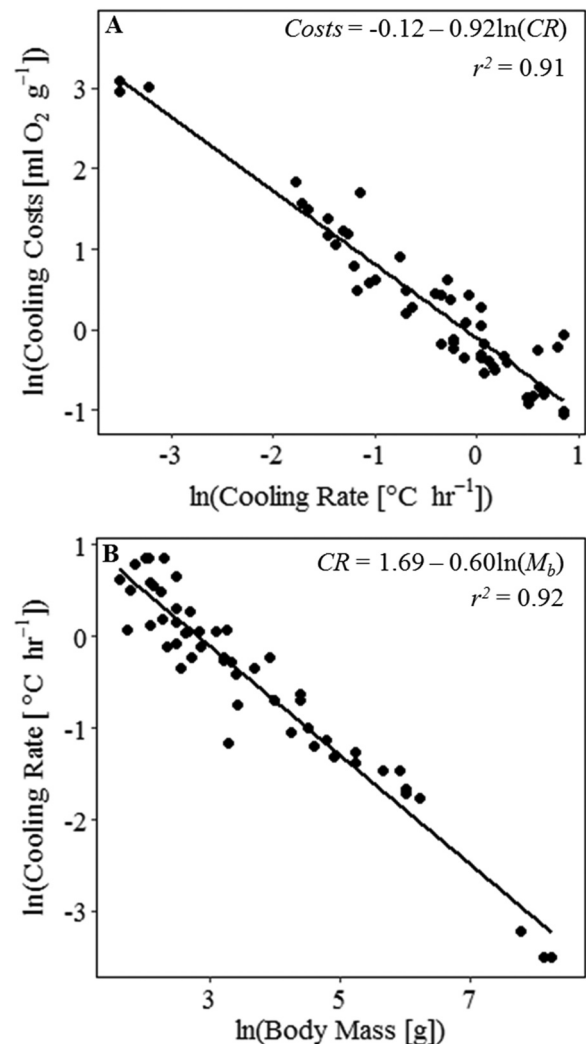 A
Costs = -0.12 – 0.92ln(CR)
r² = 0.91
ln(Cooling Costs [ml O₂ g⁻¹])
3
2
1
0
-1
-3
-2
-1
0
1
ln(Cooling Rate [°C hr⁻¹])
B
CR = 1.69 – 0.60ln(M_b)
r² = 0.92
ln(Cooling Rate [°C hr⁻¹])
1
0
-1
-2
-3
3
5
7
ln(Body Mass [g])